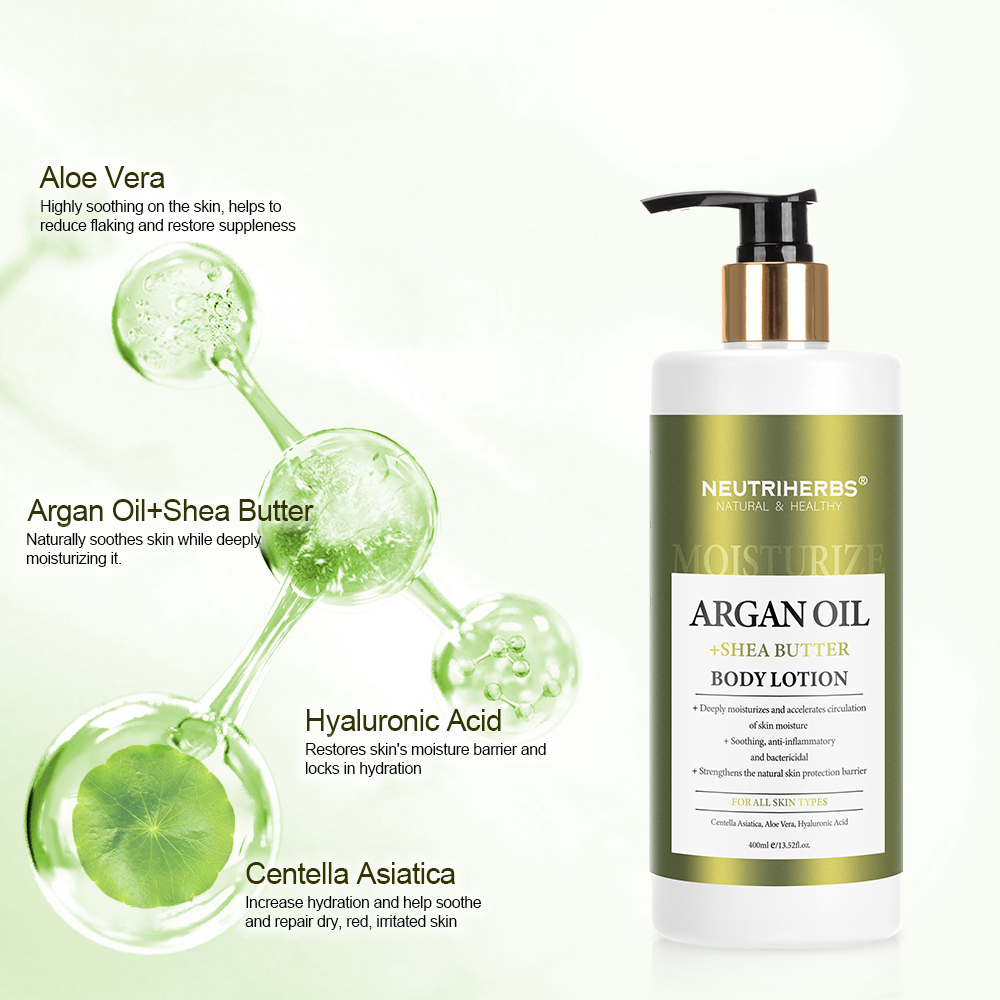 Aloe Vera
Highly soothing on the skin, helps to
reduce flaking and restore suppleness
Argan Oil+Shea Butter
Naturally soothes skin while deeply
moisturizing it.
Hyaluronic Acid
Restores skin's moisture barrier and
locks in hydration
Centella Asiatica
Increase hydration and help soothe
and repair dry, red, irritated skin
NEUTRIHERBS®
NATURAL & HEALTHY
MOISTURIZE
ARGAN OIL
+SHEA BUTTER
BODY LOTION
+ Deeply moisturizes and accelerates circulation
of skin moisture
+ Soothing, anti-inflammatory
and bactericidal
+ Strengthens the natural skin protection barrier
FOR ALL SKIN TYPES
Centella Asiatica, Aloe Vera, Hyaluronic Acid
400ml e/13.52fl.oz.